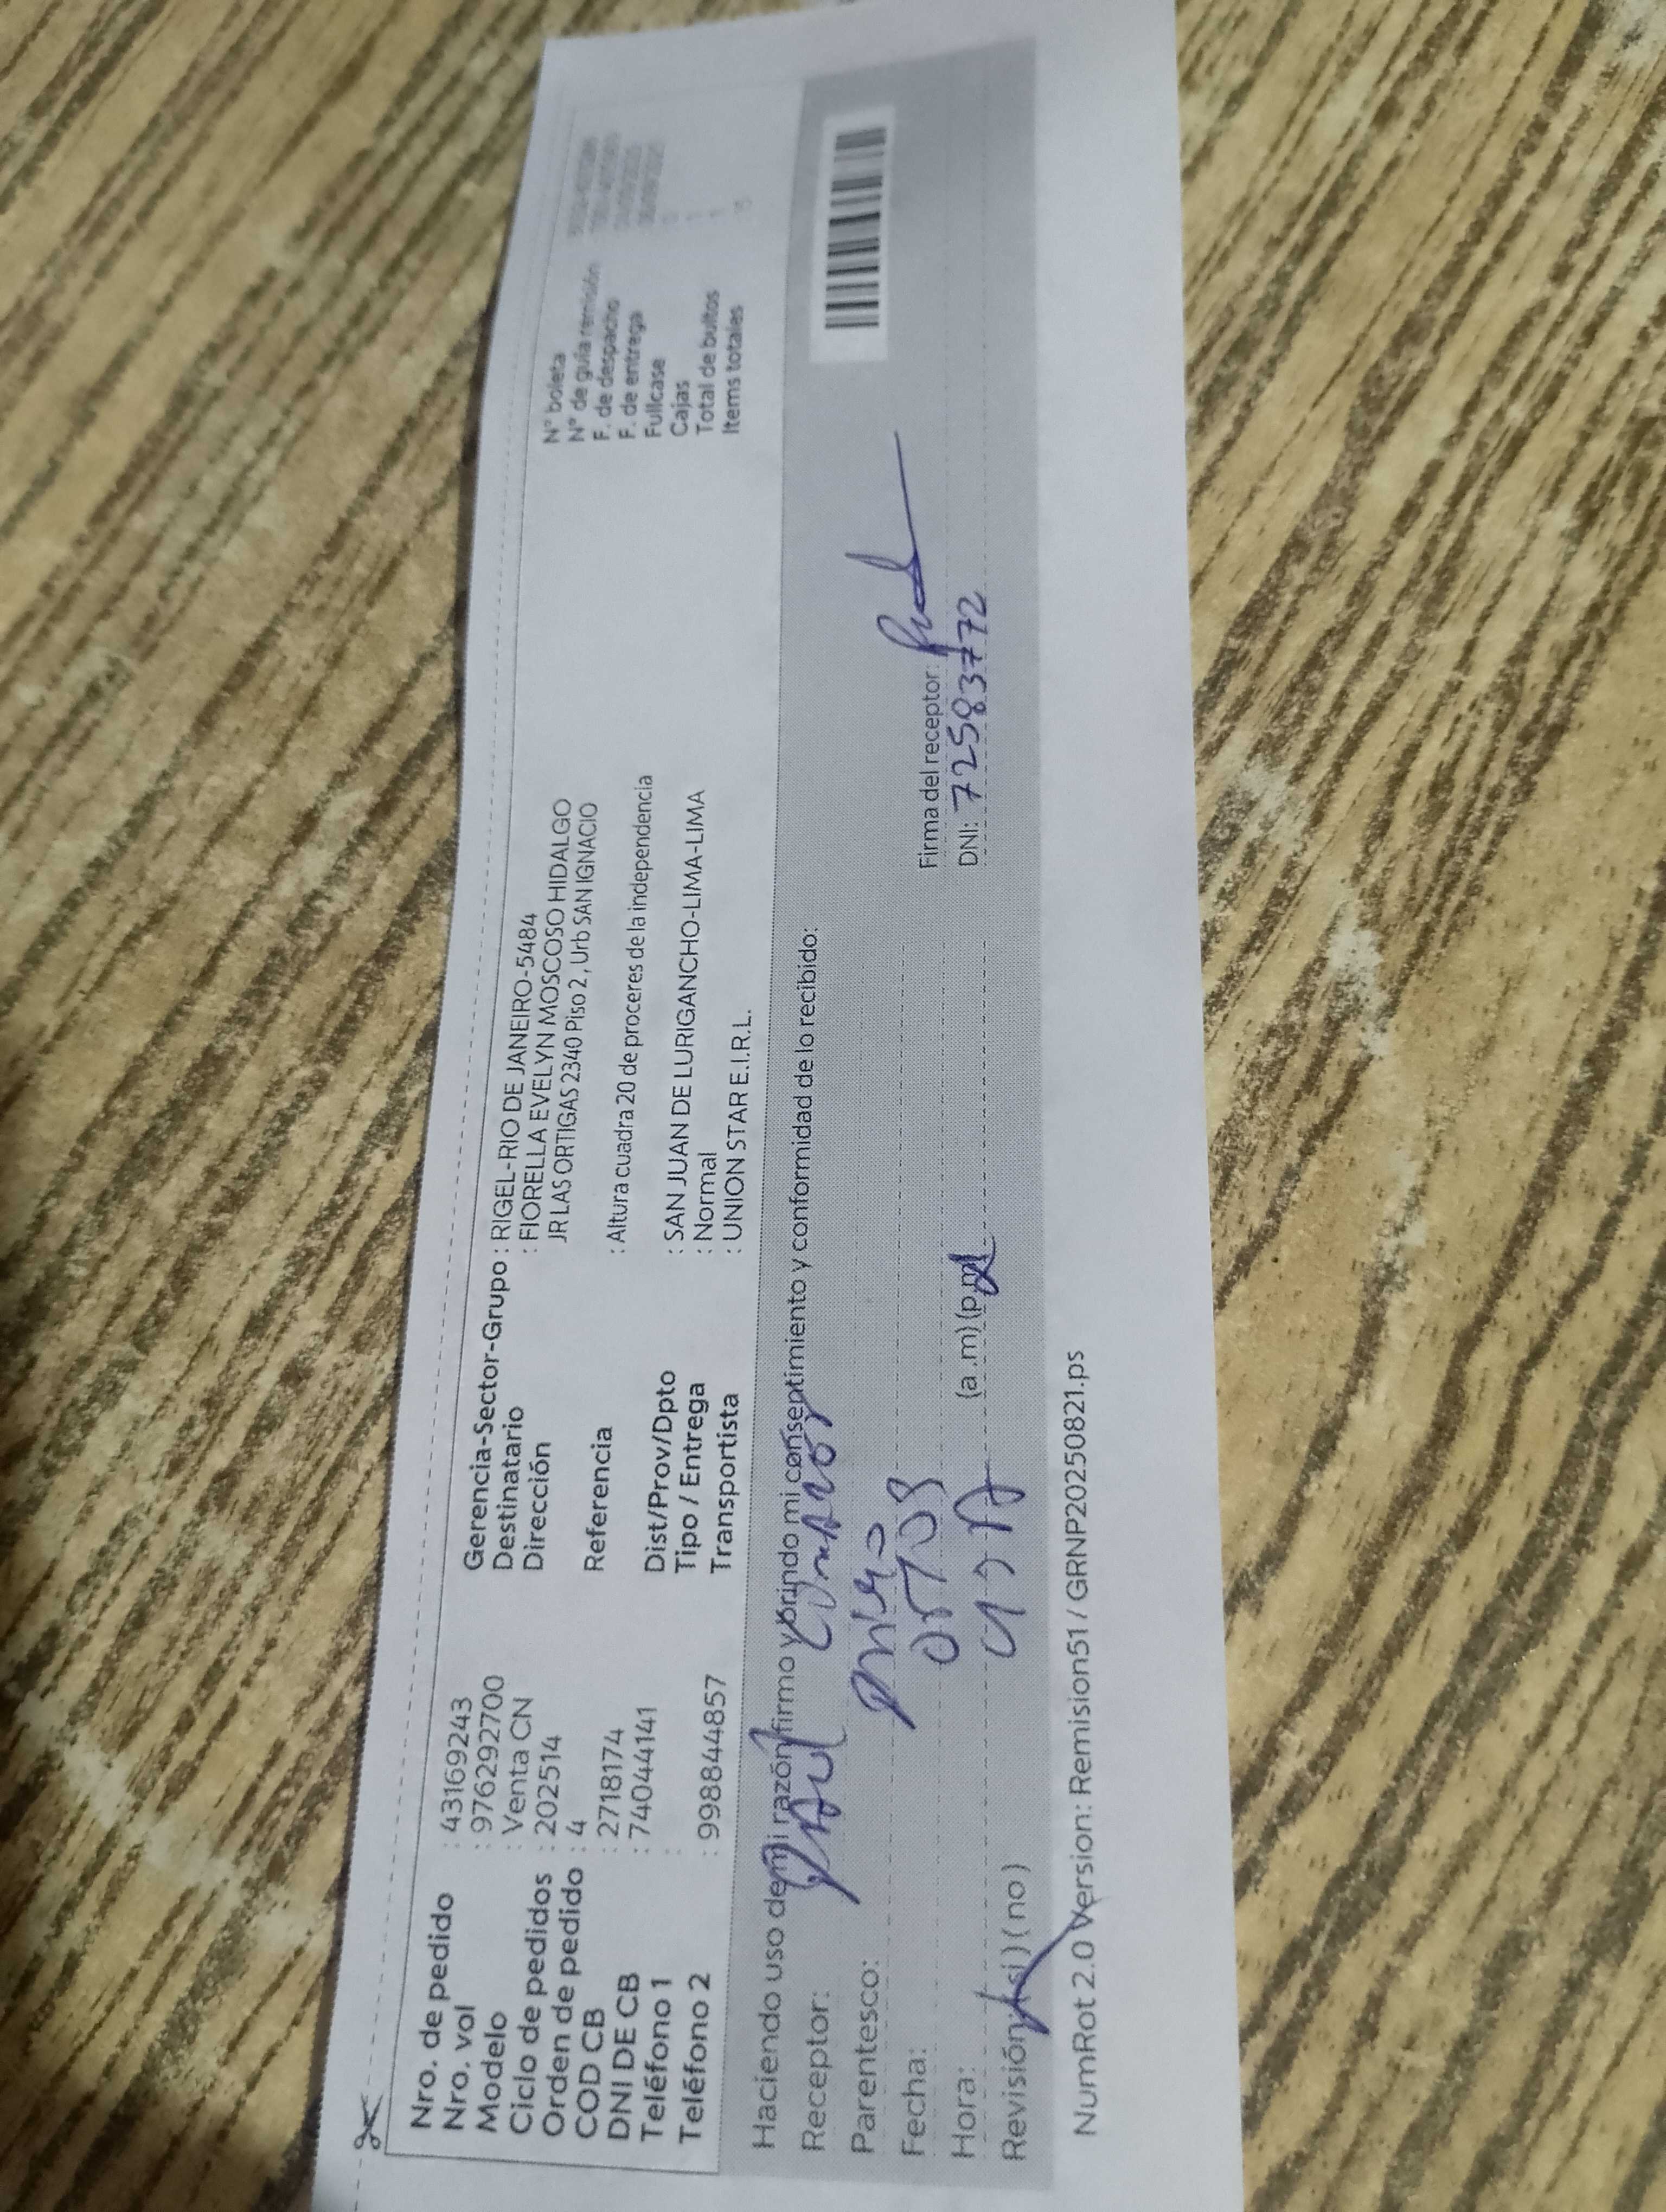 Nro. de pedido : 43169243
Nro. vol : 97629292700
Modelo : Venta CN
Ciclo de pedidos : 202514
Orden de pedido : 4
COD CB : 2718174
DNI DE CB : 74044141
Teléfono 1 :
Teléfono 2 : 998844857
Gerencia-Sector-Grupo : RIGEL-RIO DE JANEIRO-5484
Destinatario : FIORELLA EVELYN MOSCOSO HIDALGO
Dirección JR LAS ORTIGAS 2340 Piso 2, Urb SAN IGNACIO
Referencia : Altura cuadra 20 de proceres de la independencia
Dist/Prov/Dpto : SAN JUAN DE LURIGANCHO-LIMA-LIMA
Tipo / Entrega : Normal
Transportista : UNION STAR E.I.R.L.
N° boleta
N° de guía remisión
F. de despacho
F. de entrega
Fullcase
Cajas
Total de bultos 1
Items totales
Haciendo uso de mi razón firmo y brindo mi consentimiento y conformidad de lo recibido:
Receptor: PAUL
Parentesco:
Fecha:
Hora: (a .m) (p.m)
Revisión: (si) (no)
Firma del receptor:
DNI: 72583772
NumRot 2.0 Version: Remision51 / GRNP20250821.ps